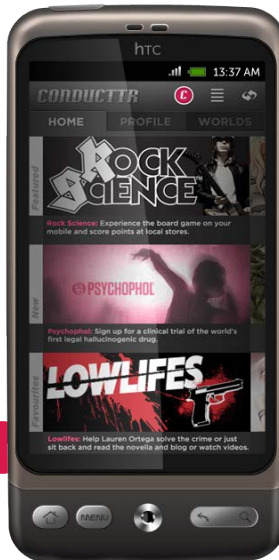 htc
13:37 AM
CONDUCTTR C
HOME PROFILE WORLDS
Featured
ROCK
SCIENCE™
Rock Science: Experience the board game on your
mobile and score points at local stores.
New
PSYCHOPHOL
Psychophol: Sign up for a clinical trial of the world's
first legal hallucinogenic drug.
Favourites
LOWLIFES
Lowlifes: Help Lauren Ortega solve the crime or just
sit back and read the novella and blog or watch videos.
MENU